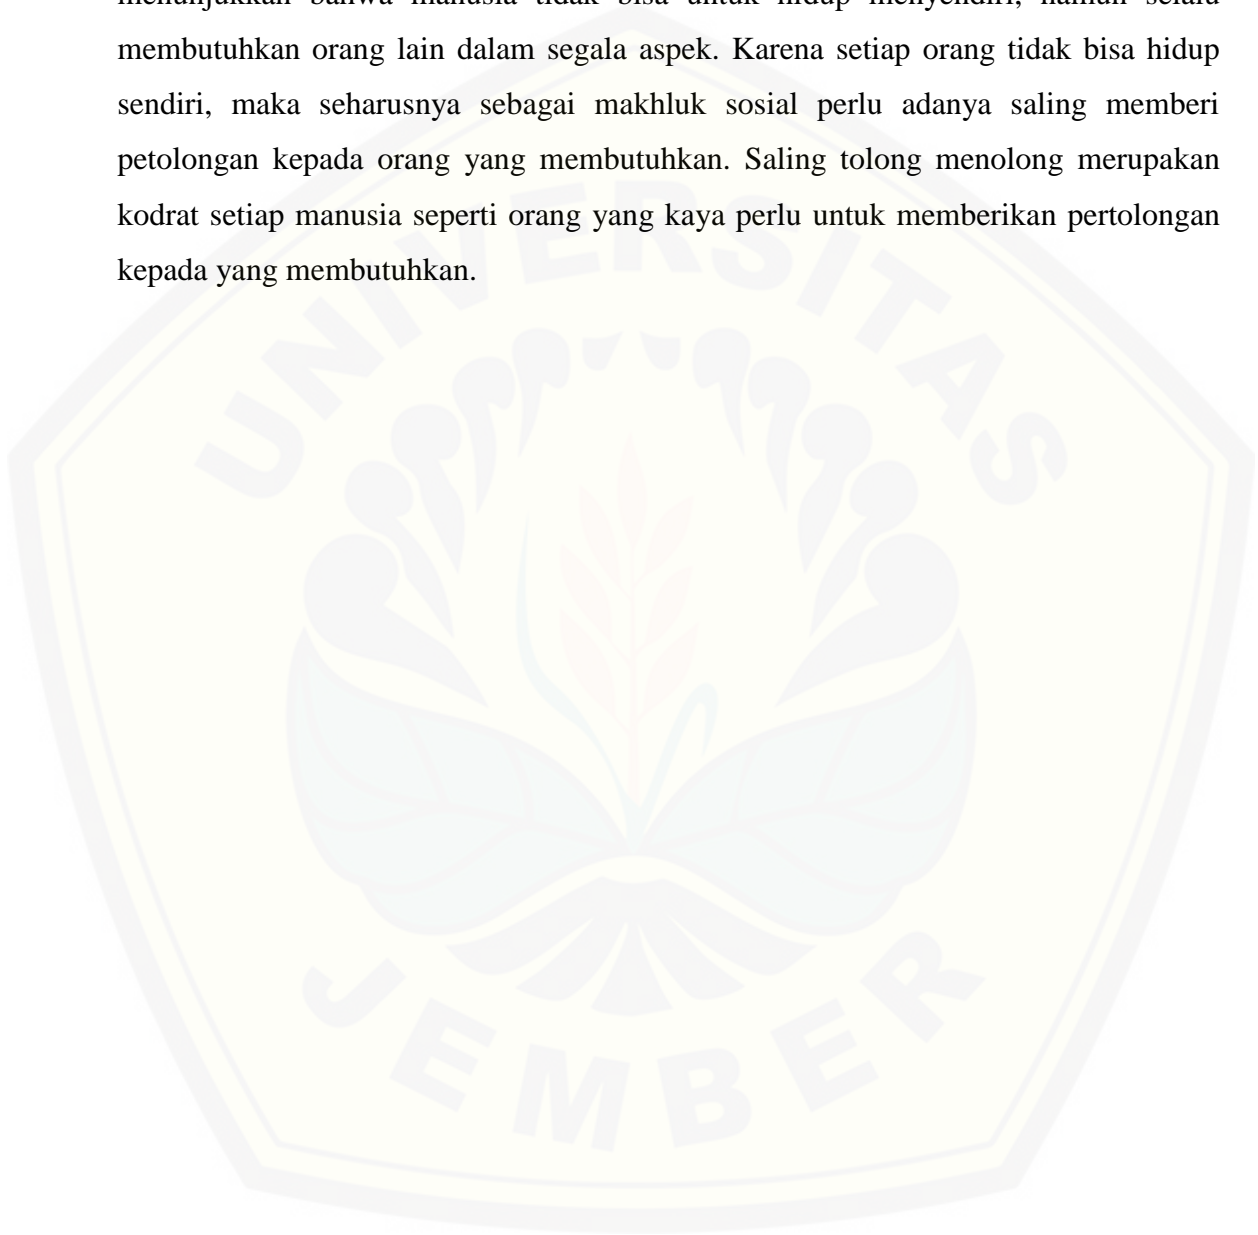 menunjukkan bahwa manusia tidak bisa untuk hidup menyendiri, namun selalu
membutuhkan orang lain dalam segala aspek. Karena setiap orang tidak bisa hidup
sendiri, maka seharusnya sebagai makhluk sosial perlu adanya saling memberi
petolongan kepada orang yang membutuhkan. Saling tolong menolong merupakan
kodrat setiap manusia seperti orang yang kaya perlu untuk memberikan pertolongan
kepada yang membutuhkan.
UNIVERSITAS
JEMBER